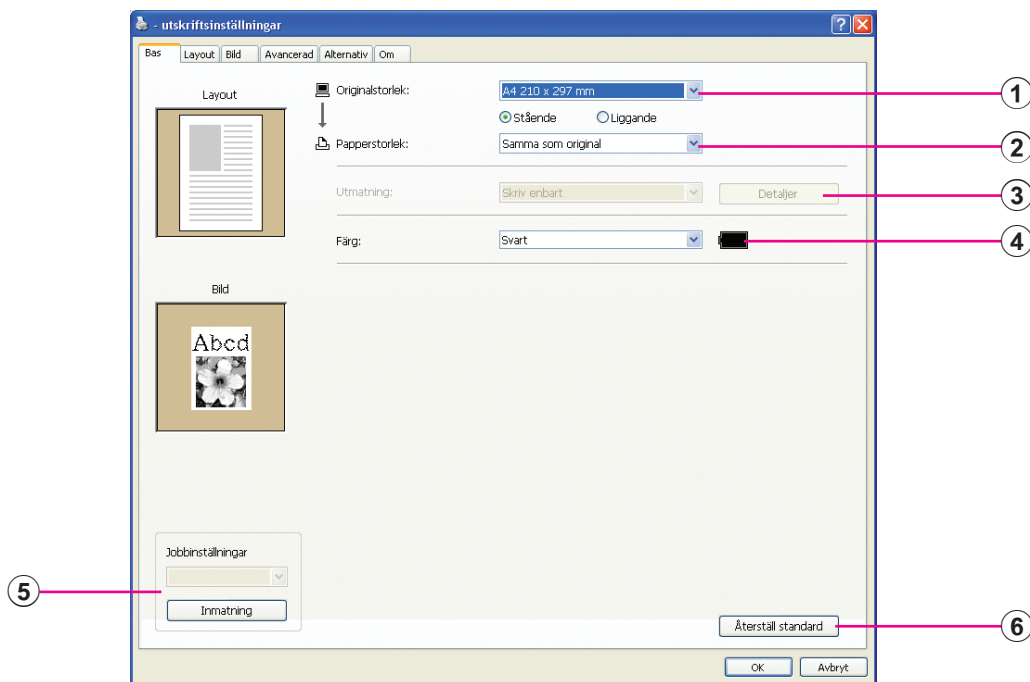 - utskriftsinställningar
Bas Layout Bild Avancerad Alternativ Om
Layout
Originalstorlek: A4 210 x 297 mm
1
Stående Liggande
Papperstorlek: Samma som original
2
Utmatning: Skriv enbart Detaljer
3
Färg: Svart
4
Bild
Abcd
Jobbinställningar
5
Inmatning
Återställ standard
6
OK Avbryt